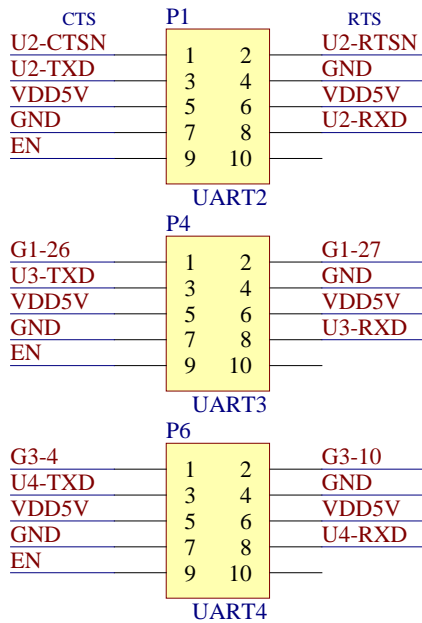 CTS P1 RTS
U2-CTSN 1 2 U2-RTSN
U2-TXD 3 4 GND
VDD5V 5 6 VDD5V
GND 7 8 U2-RXD
EN 9 10
UART2
P4
G1-26 1 2 G1-27
U3-TXD 3 4 GND
VDD5V 5 6 VDD5V
GND 7 8 U3-RXD
EN 9 10
UART3
P6
G3-4 1 2 G3-10
U4-TXD 3 4 GND
VDD5V 5 6 VDD5V
GND 7 8 U4-RXD
EN 9 10
UART4